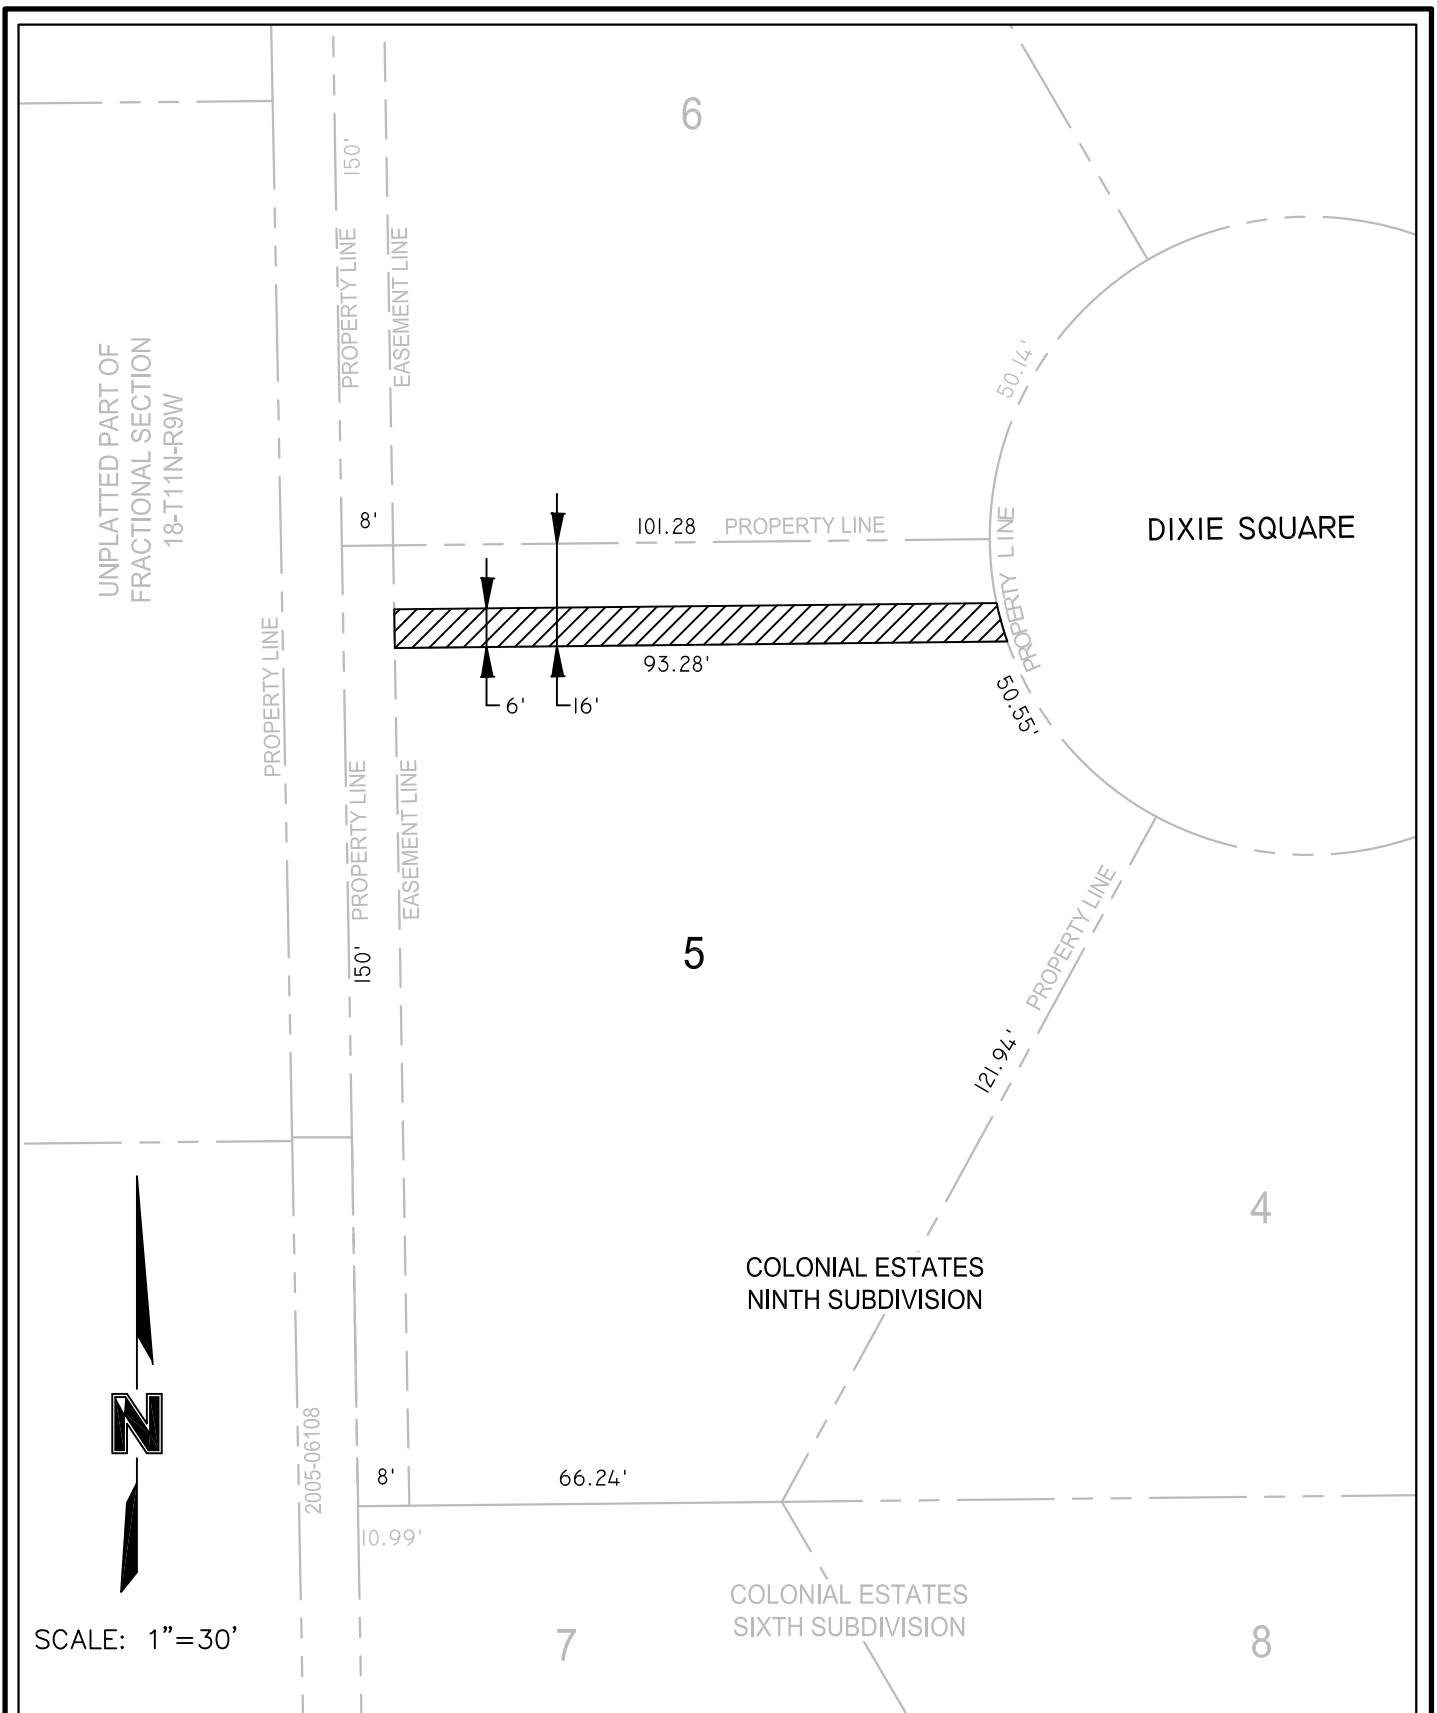 6
150'
PROPERTY LINE
EASEMENT LINE
UNPLATTED PART OF
FRACTIONAL SECTION
18-T11N-R9W
50.14'
8'
101.28
PROPERTY LINE
PROPERTY LINE
DIXIE SQUARE
PROPERTY LINE
93.28'
6'
16'
50.55'
PROPERTY LINE
EASEMENT LINE
150'
5
PROPERTY LINE
121.94'
4
COLONIAL ESTATES
NINTH SUBDIVISION
N
2005-06108
8'
66.24'
10.99'
COLONIAL ESTATES
SIXTH SUBDIVISION
SCALE: 1"=30'
7
8